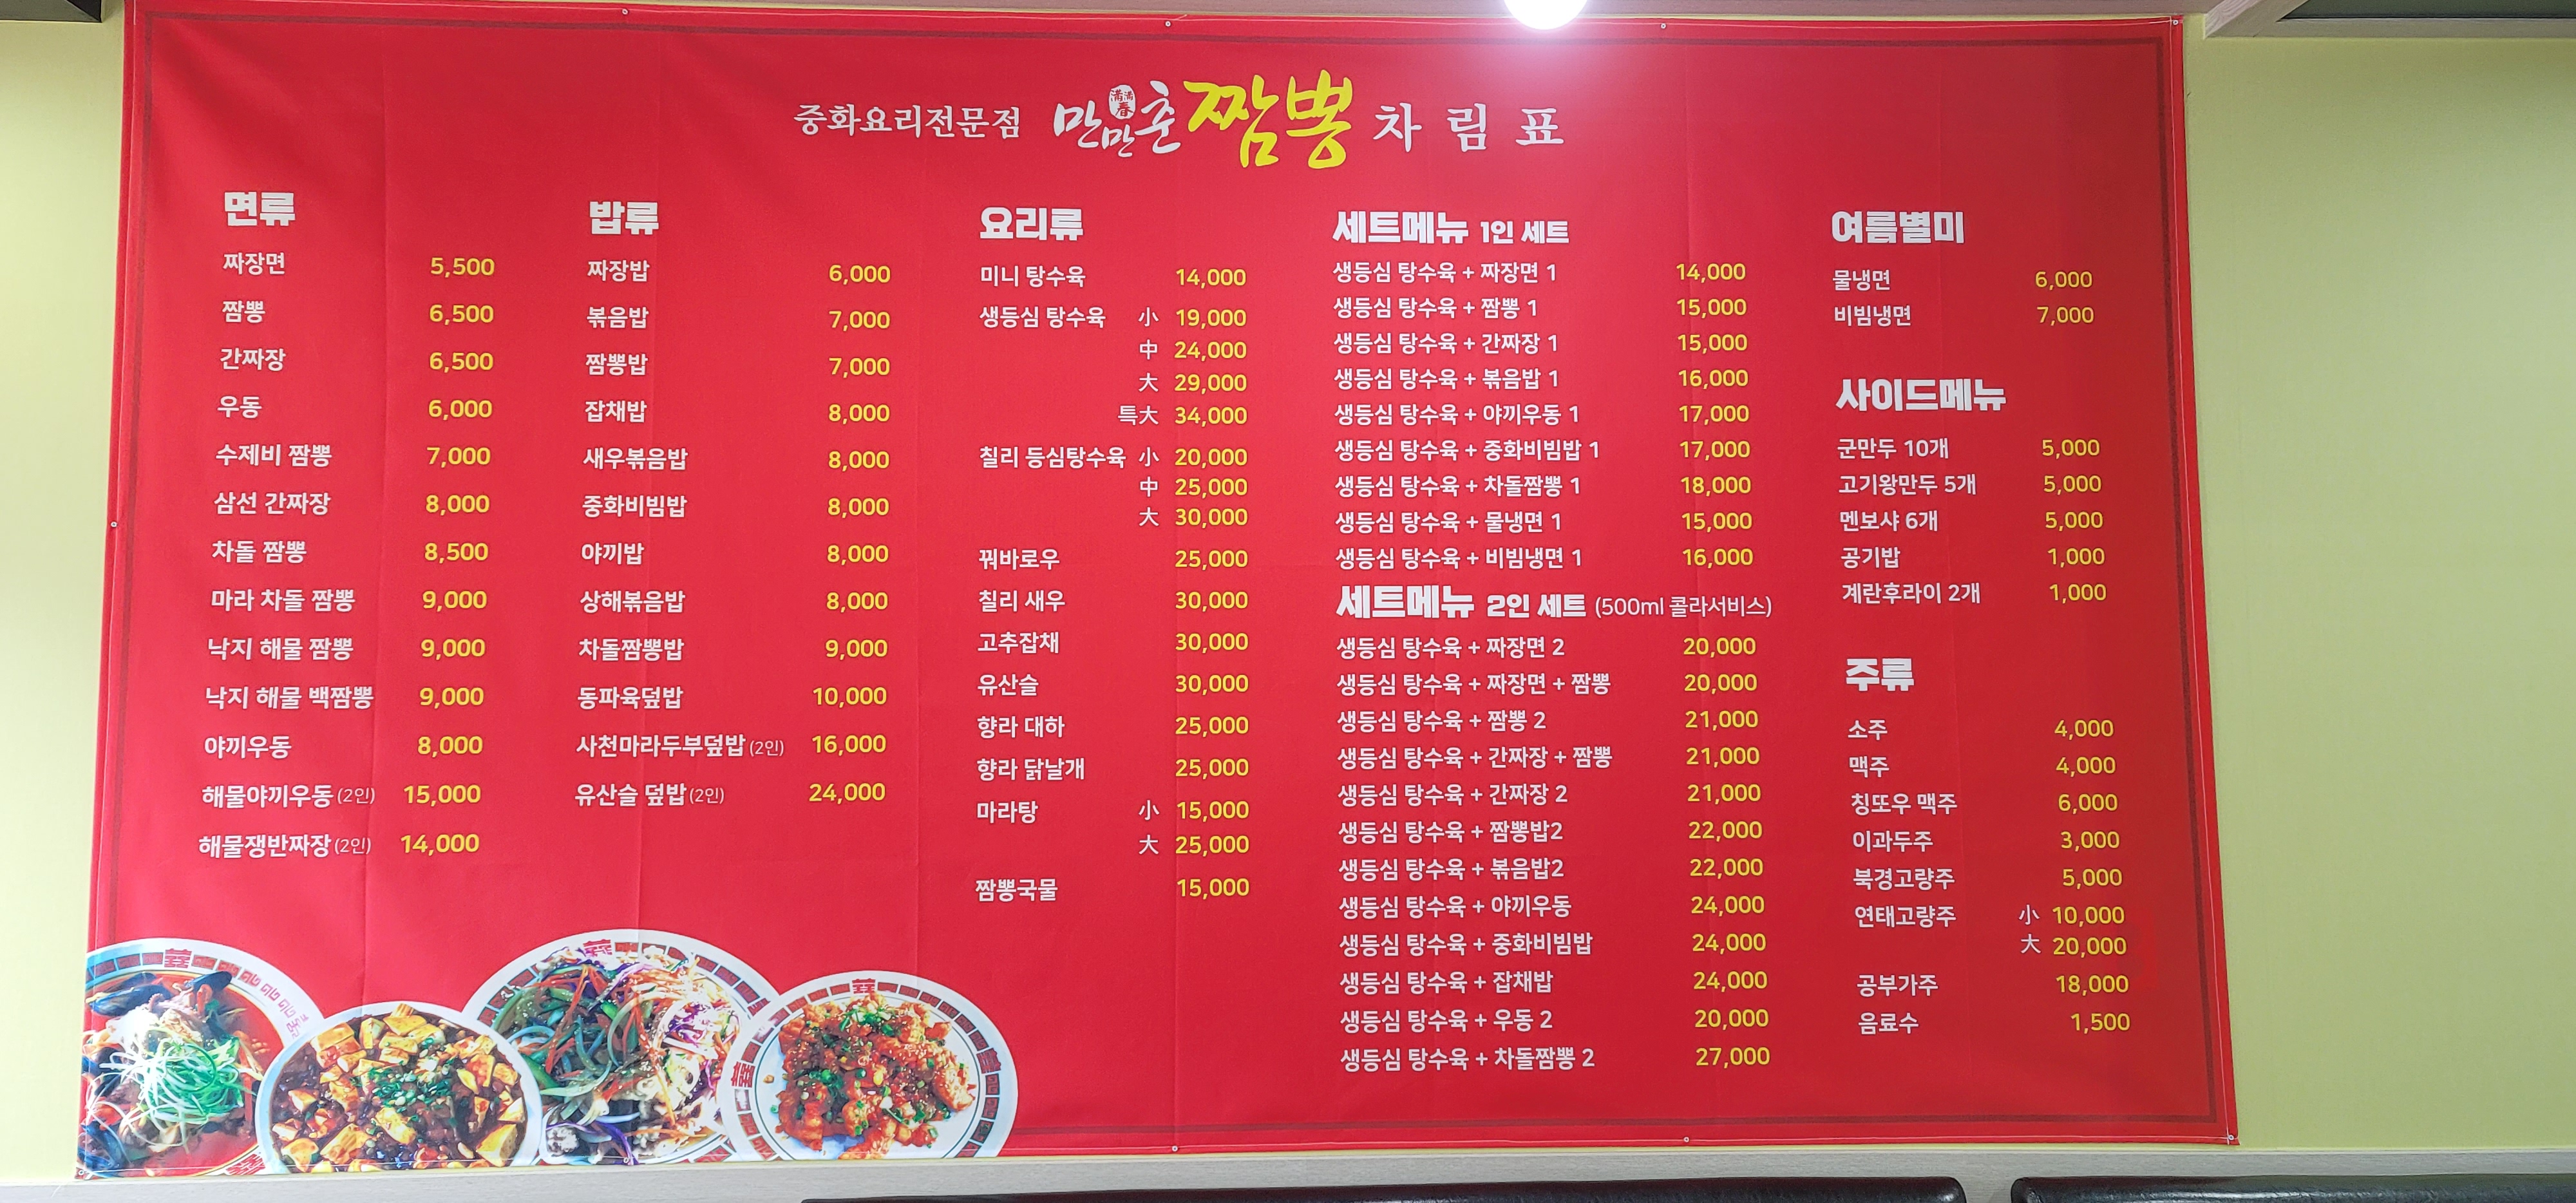 중화요리전문점 만만춘 짬뽕 차림표
滿滿春
면류
짜장면 5,500
짬뽕 6,500
간짜장 6,500
우동 6,000
수제비 짬뽕 7,000
삼선 간짜장 8,000
차돌 짬뽕 8,500
마라 차돌 짬뽕 9,000
낙지 해물 짬뽕 9,000
낙지 해물 백짬뽕 9,000
야끼우동 8,000
해물야끼우동 (2인) 15,000
해물쟁반짜장 (2인) 14,000
밥류
짜장밥 6,000
볶음밥 7,000
짬뽕밥 7,000
잡채밥 8,000
새우볶음밥 8,000
중화비빔밥 8,000
야끼밥 8,000
상해볶음밥 8,000
차돌짬뽕밥 9,000
동파육덮밥 10,000
사천마라두부덮밥 (2인) 16,000
유산슬 덮밥 (2인) 24,000
요리류
미니 탕수육 14,000
생등심 탕수육 小 19,000
中 24,000
大 29,000
특大 34,000
칠리 등심탕수육 小 20,000
中 25,000
大 30,000
꿔바로우 25,000
칠리 새우 30,000
고추잡채 30,000
유산슬 30,000
향라 대하 25,000
향라 닭날개 25,000
마라탕 小 15,000
大 25,000
짬뽕국물 15,000
세트메뉴 1인 세트
생등심 탕수육 + 짜장면 1 14,000
생등심 탕수육 + 짬뽕 1 15,000
생등심 탕수육 + 간짜장 1 15,000
생등심 탕수육 + 볶음밥 1 16,000
생등심 탕수육 + 야끼우동 1 17,000
생등심 탕수육 + 중화비빔밥 1 17,000
생등심 탕수육 + 차돌짬뽕 1 18,000
생등심 탕수육 + 물냉면 1 15,000
생등심 탕수육 + 비빔냉면 1 16,000
세트메뉴 2인 세트 (500ml 콜라서비스)
생등심 탕수육 + 짜장면 2 20,000
생등심 탕수육 + 짜장면 + 짬뽕 20,000
생등심 탕수육 + 짬뽕 2 21,000
생등심 탕수육 + 간짜장 + 짬뽕 21,000
생등심 탕수육 + 간짜장 2 21,000
생등심 탕수육 + 짬뽕밥2 22,000
생등심 탕수육 + 볶음밥2 22,000
생등심 탕수육 + 야끼우동 24,000
생등심 탕수육 + 중화비빔밥 24,000
생등심 탕수육 + 잡채밥 24,000
생등심 탕수육 + 우동 2 20,000
생등심 탕수육 + 차돌짬뽕 2 27,000
여름별미
물냉면 6,000
비빔냉면 7,000
사이드메뉴
군만두 10개 5,000
고기왕만두 5개 5,000
멘보샤 6개 5,000
공기밥 1,000
계란후라이 2개 1,000
주류
소주 4,000
맥주 4,000
칭또우 맥주 6,000
이과두주 3,000
북경고량주 5,000
연태고량주 小 10,000
大 20,000
공부가주 18,000
음료수 1,500